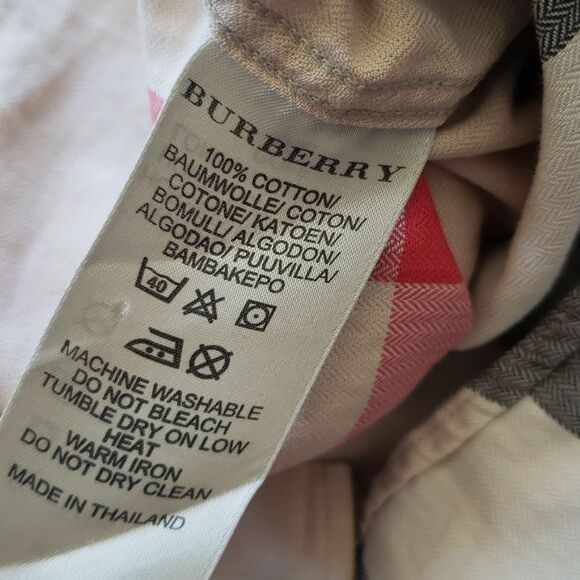 BURBERRY
100% COTTON/
BAUMWOLLE/ COTON/
COTONE/ KATOEN/
BOMULL/ ALGODON/
ALGODAO/ PUUVILLA/
BAMBAKEPO
40
MACHINE WASHABLE
DO NOT BLEACH
TUMBLE DRY ON LOW
HEAT
WARM IRON
DO NOT DRY CLEAN
MADE IN THAILAND